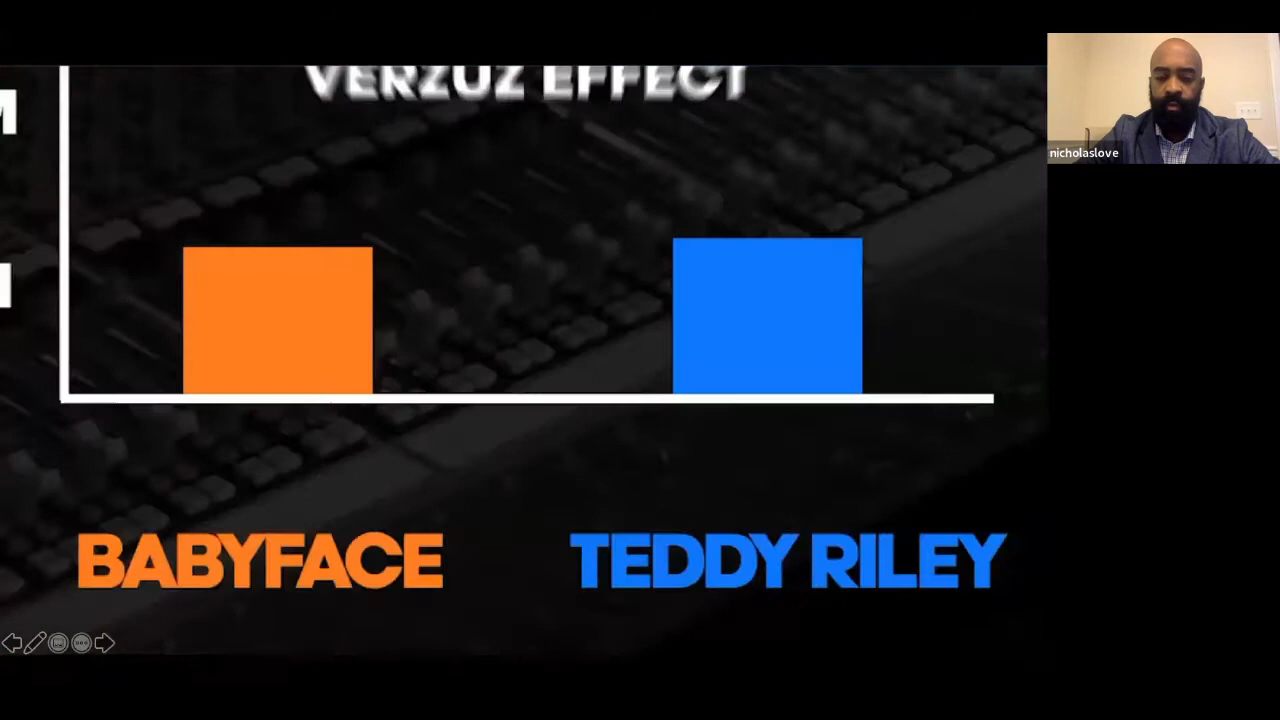 VERZUZ EFFECT
nicholaslove
M
BABYFACE
TEDDY RILEY